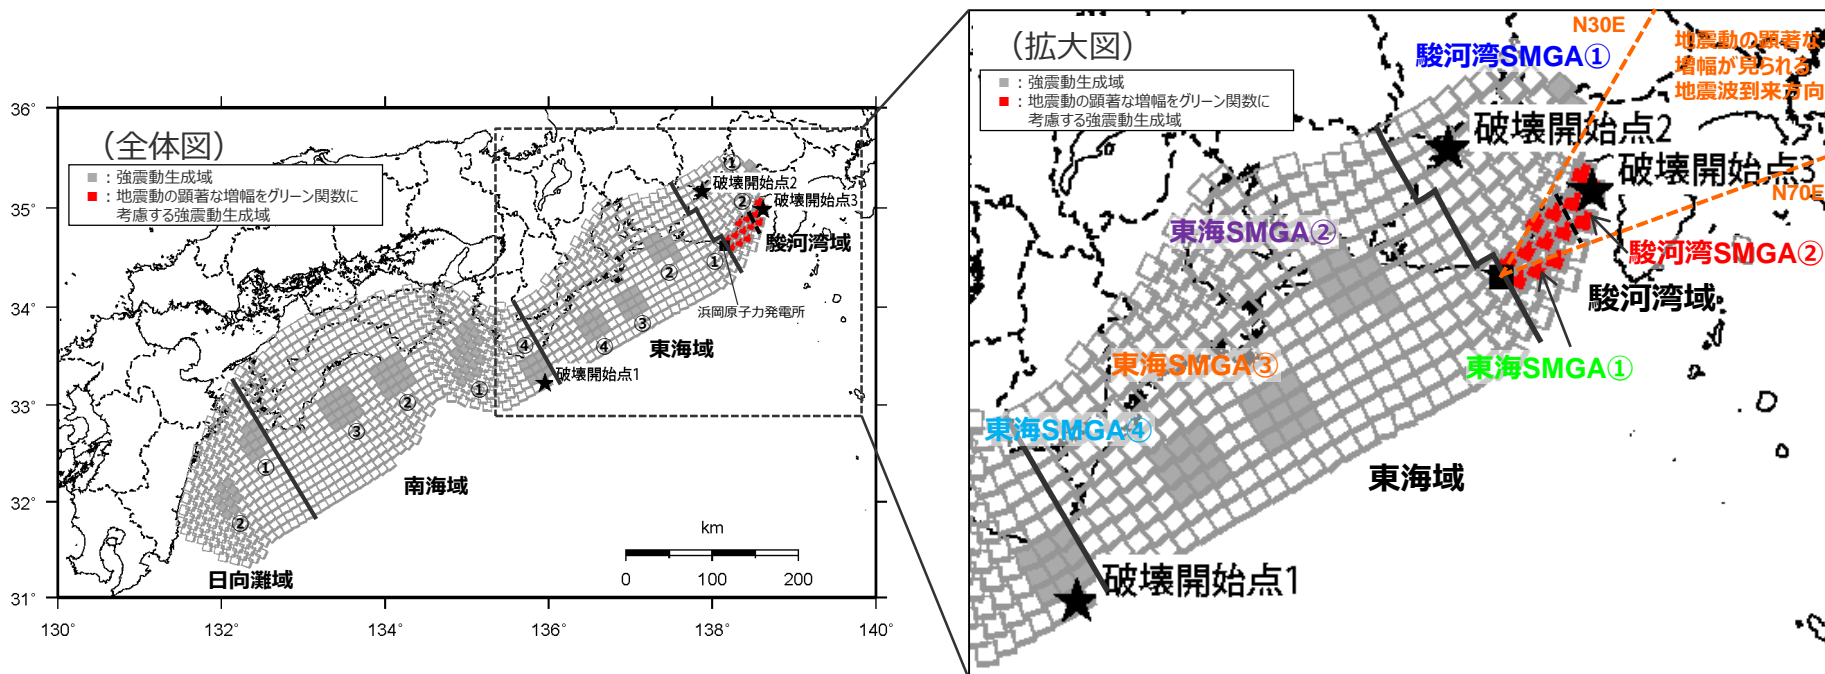 （全体図）
■：強震動生成域
■：地震動の顕著な増幅をグリーン関数に
考慮する強震動生成域
36°
35°
34°
33°
32°
31°
130°
132°
134°
136°
138°
140°
①
破壊開始点2
②
破壊開始点3
駿河湾域
②
①
浜岡原子力発電所
③
④
④
東海域
破壊開始点1
①
②
③
①
南海域
②
日向灘域
km
0
100
200
（拡大図）
■：強震動生成域
■：地震動の顕著な増幅をグリーン関数に
考慮する強震動生成域
駿河湾SMGA①
N30E
地震動の顕著な
増幅が見られる
地震波到来方向
破壊開始点2
破壊開始点3
N70E
東海SMGA②
駿河湾SMGA②
駿河湾域
東海SMGA③
東海SMGA①
東海SMGA④
東海域
破壊開始点1